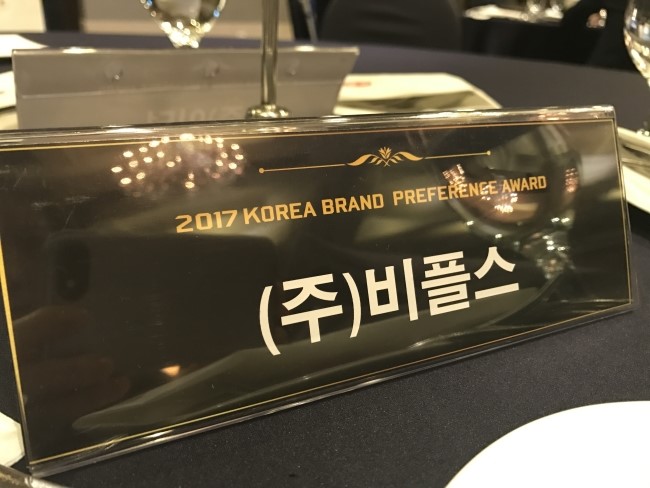 2017 KOREA BRAND PREFERENCE AWARD
(주)비플스